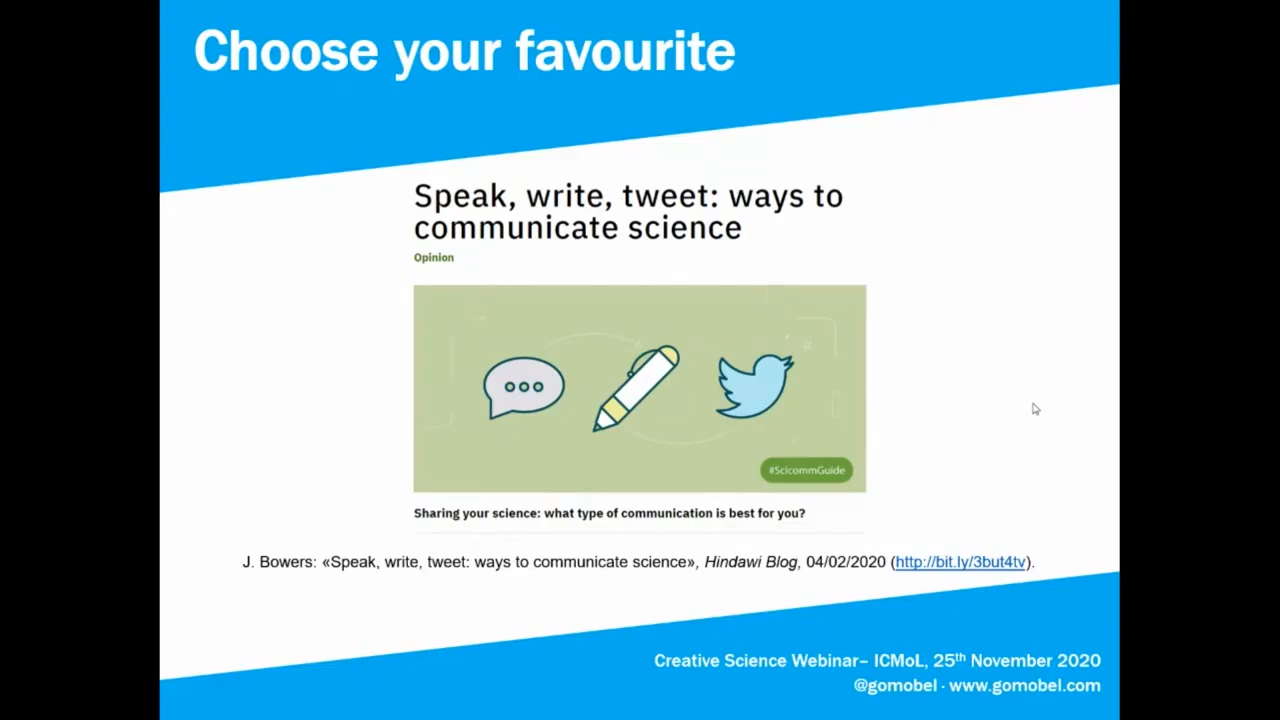 Choose your favourite
Speak, write, tweet: ways to
communicate science
Opinion
#ScicommGuide
Sharing your science: what type of communication is best for you?
J. Bowers: «Speak, write, tweet: ways to communicate science», Hindawi Blog, 04/02/2020 (http://bit.ly/3but4tv).
Creative Science Webinar– ICMoL, 25th November 2020
@gomobel · www.gomobel.com